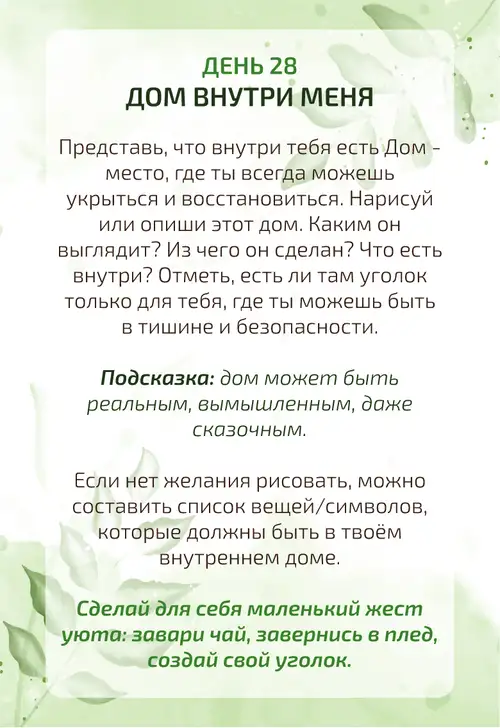 ДЕНЬ 28
ДОМ ВНУТРИ МЕНЯ
Представь, что внутри тебя есть Дом -
место, где ты всегда можешь
укрыться и восстановиться. Нарисуй
или опиши этот дом. Каким он
выглядит? Из чего он сделан? Что есть
внутри? Отметь, есть ли там уголок
только для тебя, где ты можешь быть
в тишине и безопасности.
Подсказка: дом может быть
реальным, вымышленным, даже
сказочным.
Если нет желания рисовать, можно
составить список вещей/символов,
которые должны быть в твоём
внутреннем доме.
Сделай для себя маленький жест
уюта: завари чай, завернись в плед,
создай свой уголок.